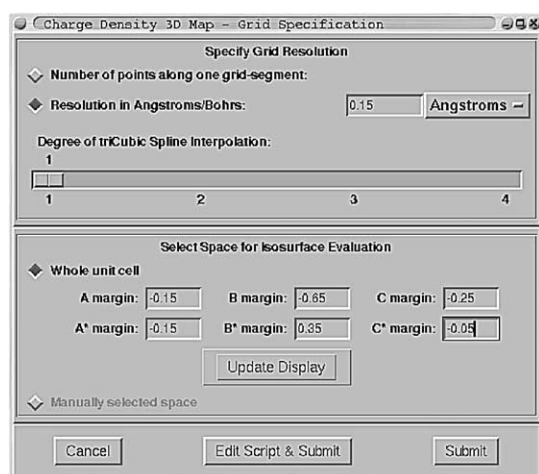 Charge Density 3D Map - Grid Specification
Specify Grid Resolution
Number of points along one grid-segment:
Resolution in Angstroms/Bohrs: 0.15 Angstroms
Degree of triCubic Spline Interpolation:
1
1 2 3 4
Select Space for Isosurface Evaluation
Whole unit cell
A margin: -0.15 B margin: -0.65 C margin: -0.25
A* margin: -0.15 B* margin: 0.35 C* margin: -0.05
Update Display
Manually selected space
Cancel Edit Script & Submit Submit